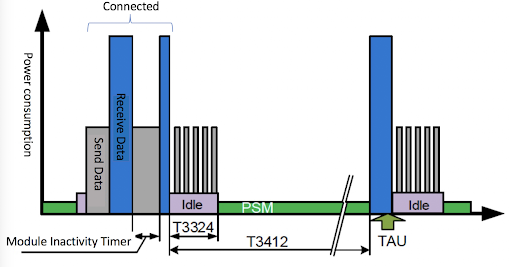 Connected
Power consumption
Send Data
Receive Data
Idle
PSM
Idle
T3324
Module Inactivity Timer
T3412
TAU